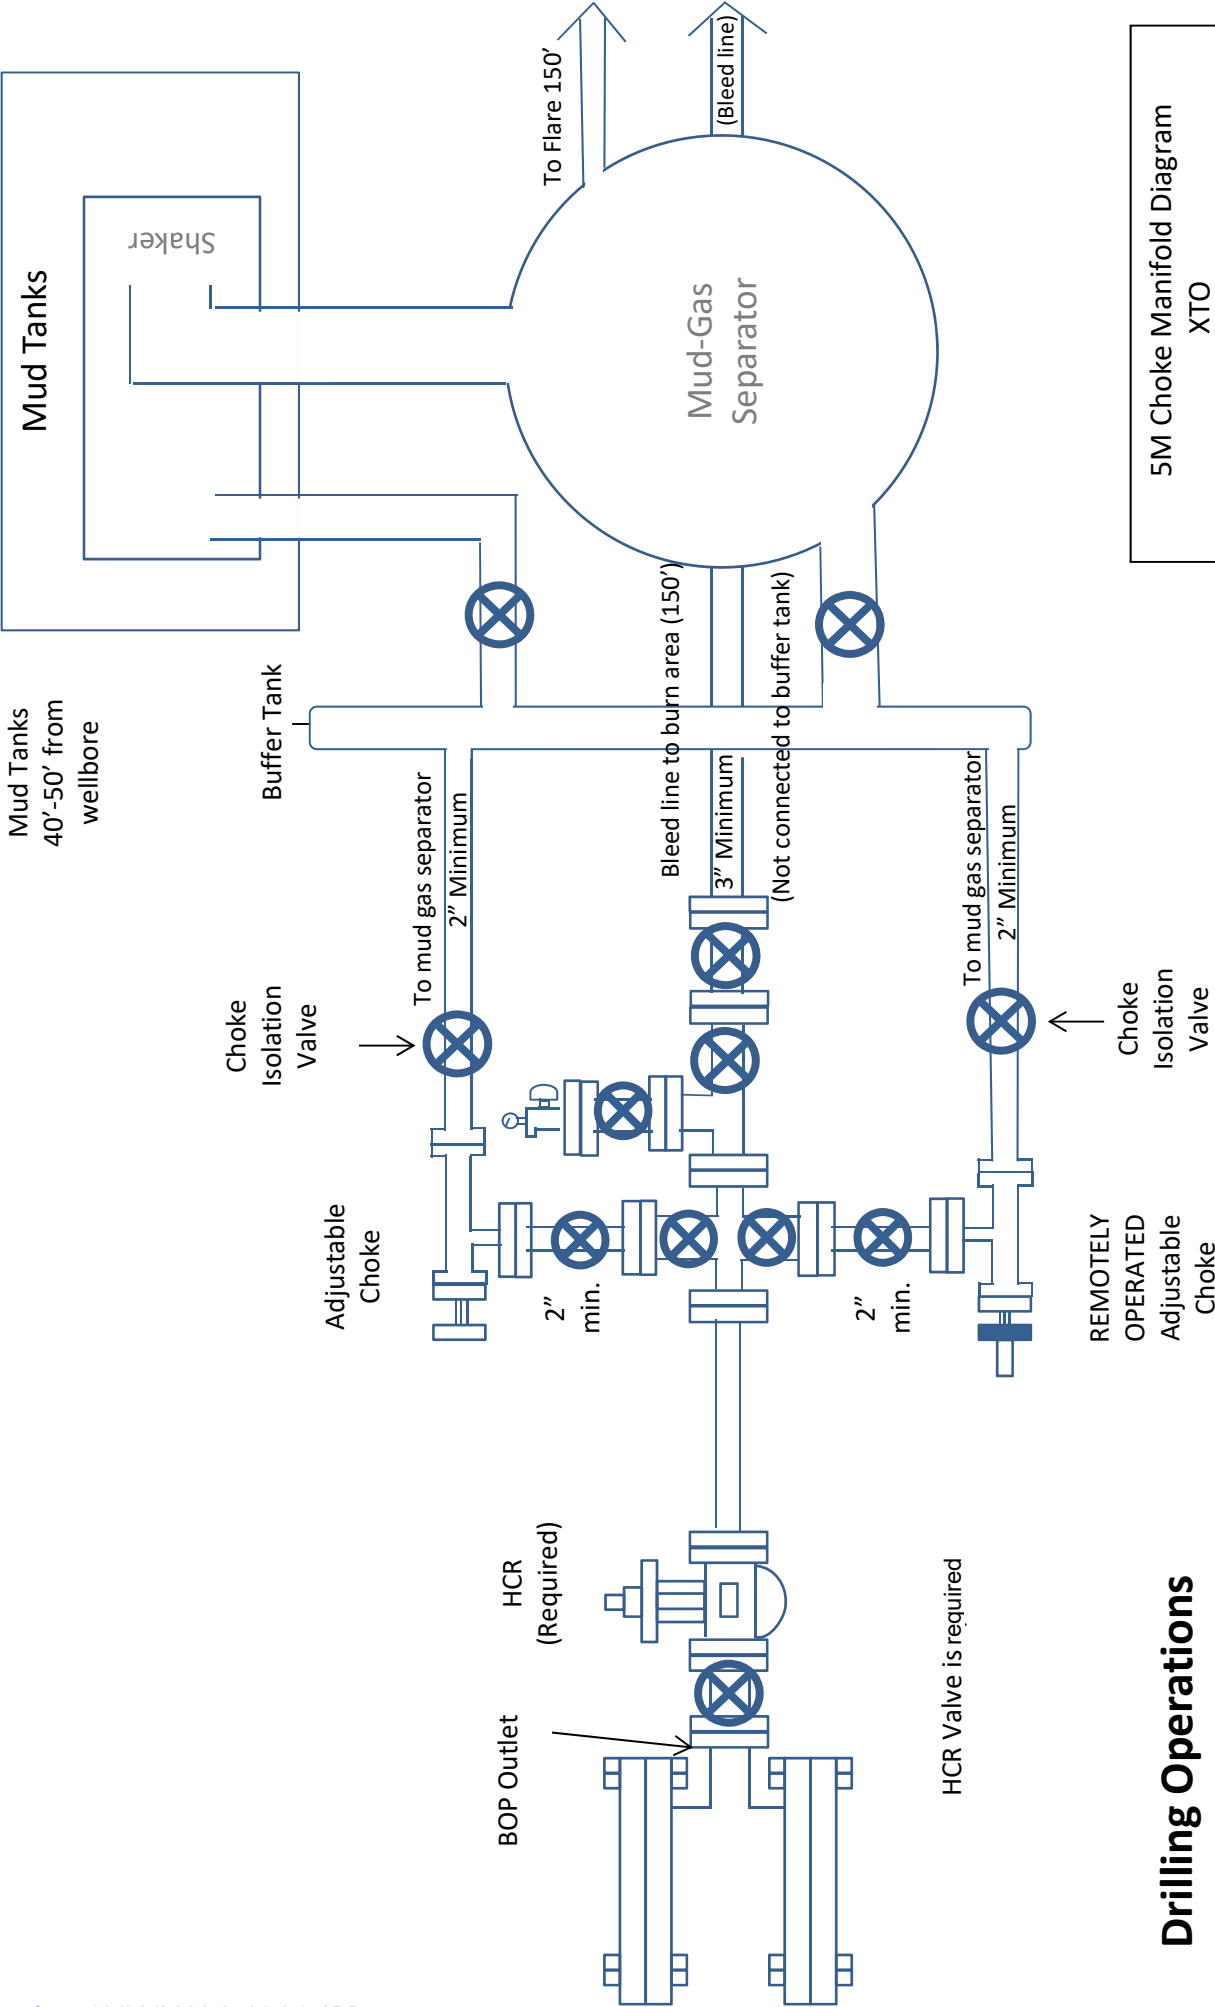 Drilling Operations
5M Choke Manifold Diagram
XTO
Mud Tanks
Shaker
Mud Tanks
40’-50’ from
wellbore
Buffer Tank
To Flare 150’
(Bleed line)
Mud-Gas
Separator
Choke
Isolation
Valve
To mud gas separator
2” Minimum
Bleed line to burn area (150’)
3” Minimum
(Not connected to buffer tank)
To mud gas separator
2” Minimum
Choke
Isolation
Valve
Adjustable
Choke
2”
min.
2”
min.
REMOTELY
OPERATED
Adjustable
Choke
HCR
(Required)
BOP Outlet
HCR Valve is required